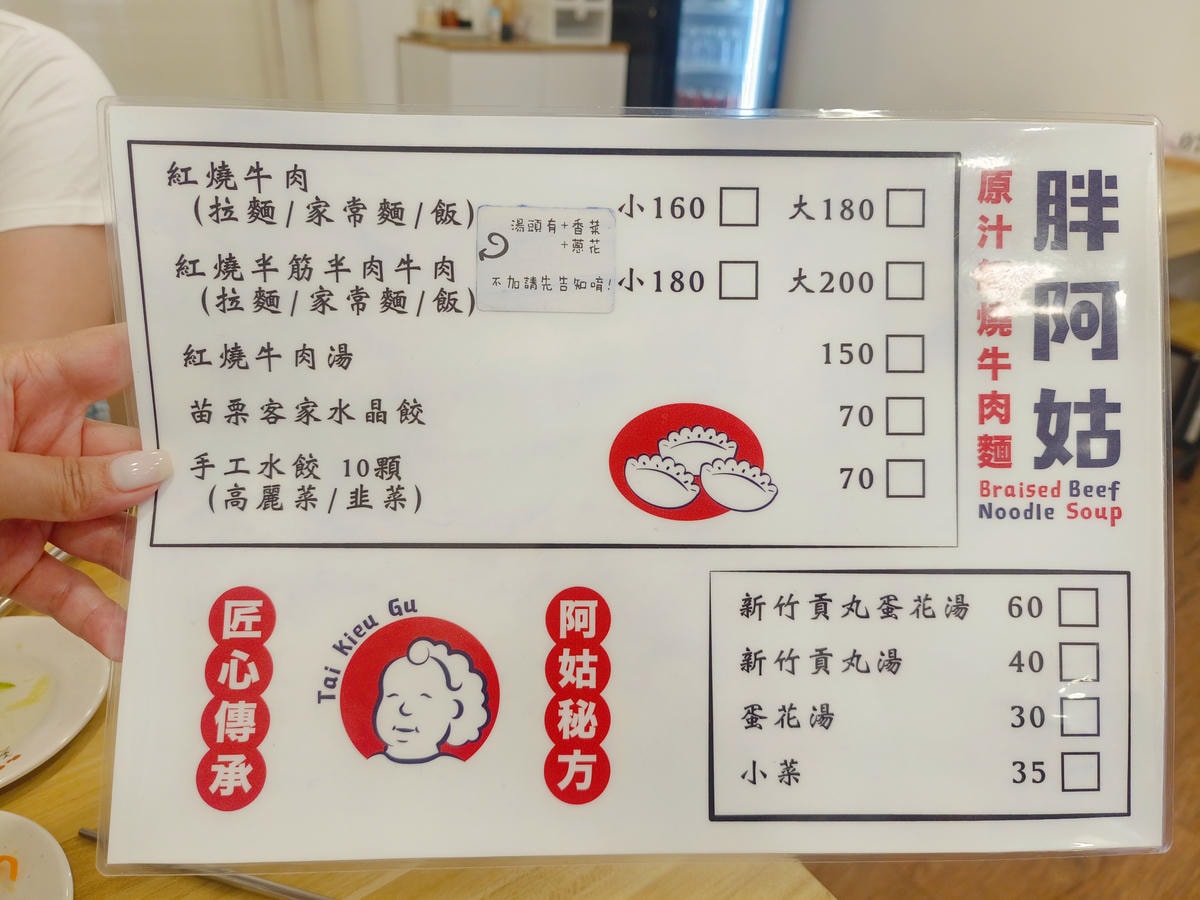 紅燒牛肉
(拉麵/家常麵/飯) 小160 大180
湯頭有+香菜
+蔥花
不加請先告知唷!
紅燒半筋半肉牛肉
(拉麵/家常麵/飯) 小180 大200
紅燒牛肉湯 150
苗栗客家水晶餃 70
手工水餃 10顆 70
(高麗菜/韭菜)
胖阿姑
原汁紅燒牛肉麵
Braised Beef
Noodle Soup
匠心傳承
Tai Kieu Gu
阿姑秘方
新竹貢丸蛋花湯 60
新竹貢丸湯 40
蛋花湯 30
小菜 35